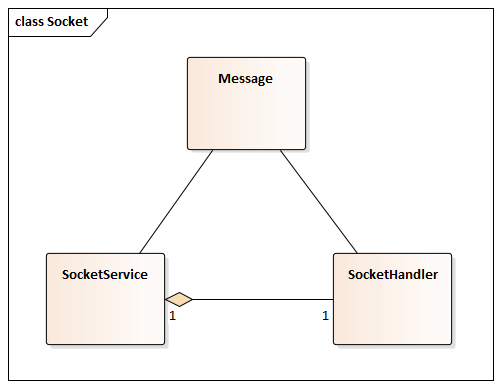 class Socket
Message
SocketService
SocketHandler
1
1